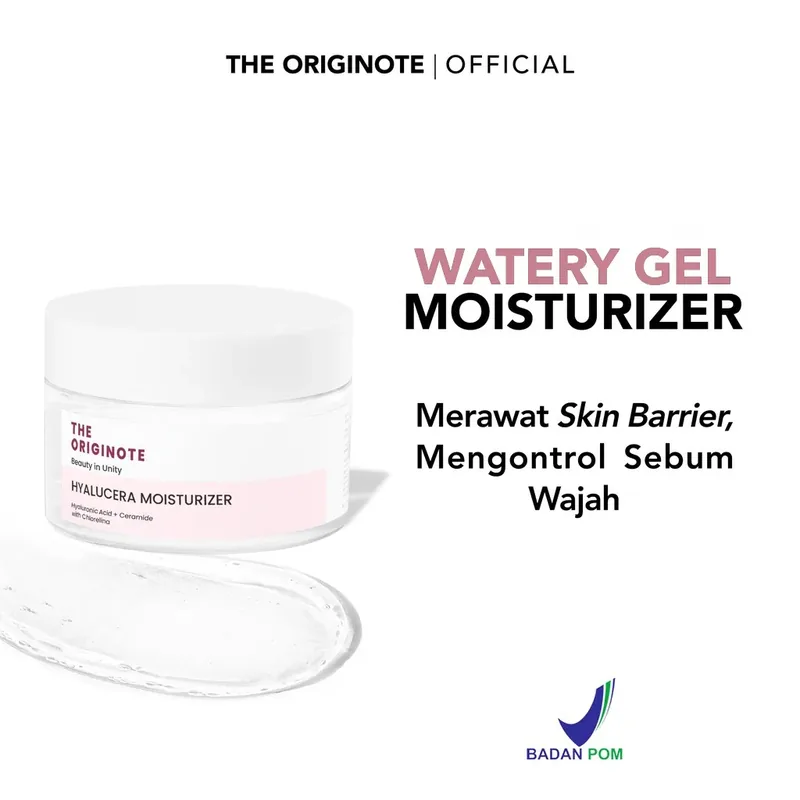 THE ORIGINOTE | OFFICIAL
WATERY GEL
MOISTURIZER
Merawat Skin Barrier,
Mengontrol Sebum
Wajah
THE
ORIGINOTE
Beauty in Unity
HYALUCERA MOISTURIZER
Hyaluronic Acid + Ceramide
with Chlorelina
BADAN POM